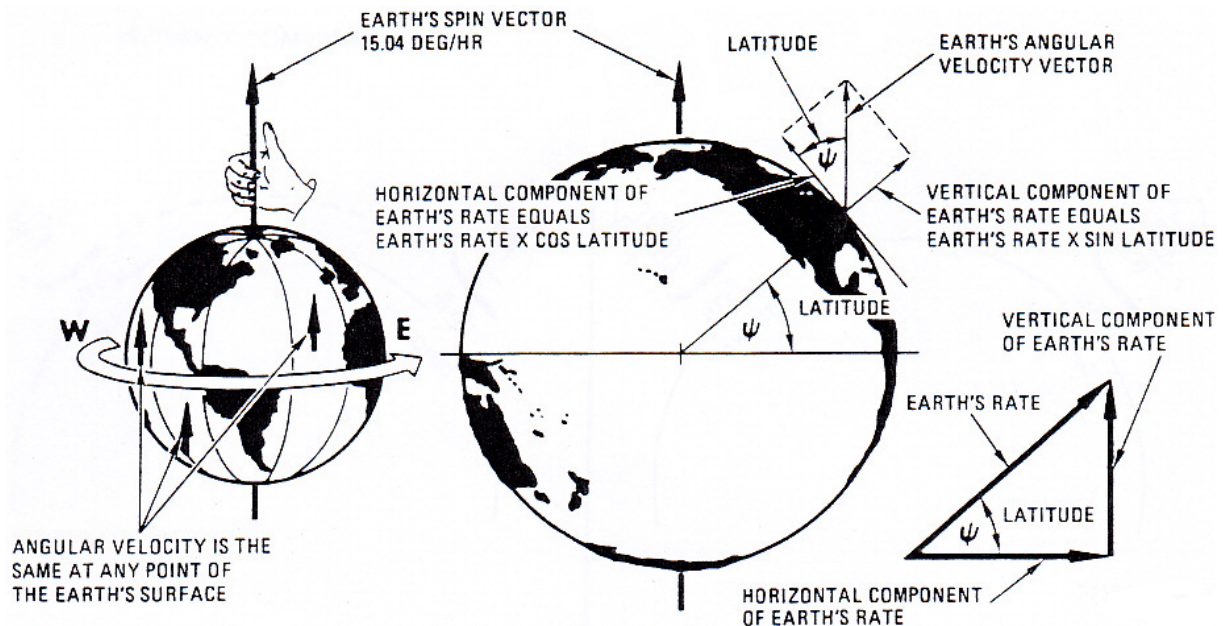 EARTH'S SPIN VECTOR
15.04 DEG/HR
LATITUDE
EARTH'S ANGULAR
VELOCITY VECTOR
ψ
HORIZONTAL COMPONENT OF
EARTH'S RATE EQUALS
EARTH'S RATE X COS LATITUDE
VERTICAL COMPONENT OF
EARTH'S RATE EQUALS
EARTH'S RATE X SIN LATITUDE
W
E
LATITUDE
ψ
VERTICAL COMPONENT
OF EARTH'S RATE
EARTH'S RATE
LATITUDE
ψ
ANGULAR VELOCITY IS THE
SAME AT ANY POINT OF
THE EARTH'S SURFACE
HORIZONTAL COMPONENT
OF EARTH'S RATE